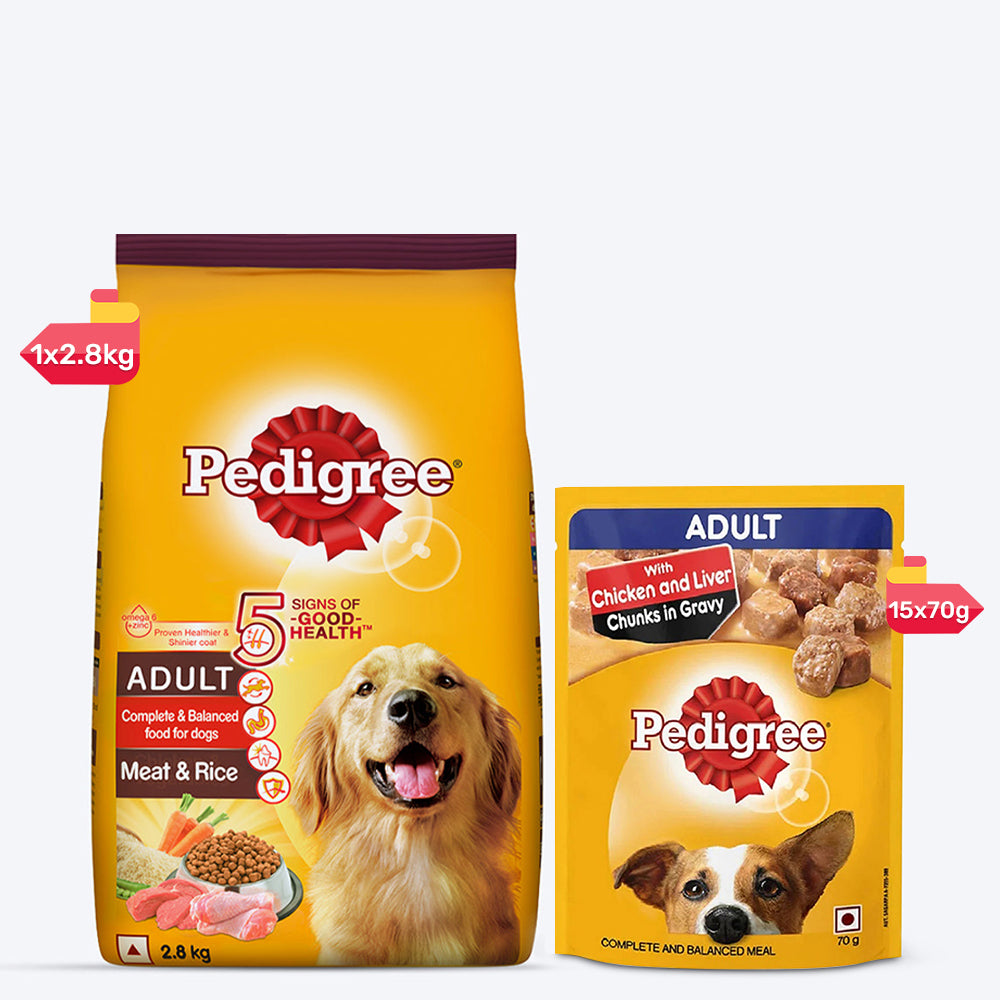 1x2.8kg
Pedigree®
omega 6
+zinc
Proven Healthier &
Shinier coat
5 SIGNS OF
-GOOD-
HEALTH™
ADULT
Complete & Balanced
food for dogs
Meat & Rice
2.8 kg
ADULT
With
Chicken and Liver
Chunks in Gravy
15x70g
Pedigree®
COMPLETE AND BALANCED MEAL
70 g